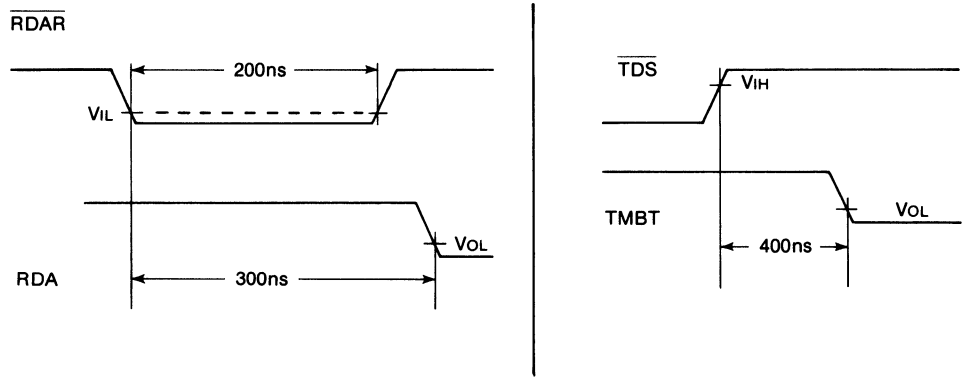 RDAR
200ns
VIL
VOL
RDA
300ns
TDS
VIH
TMBT
VOL
400ns